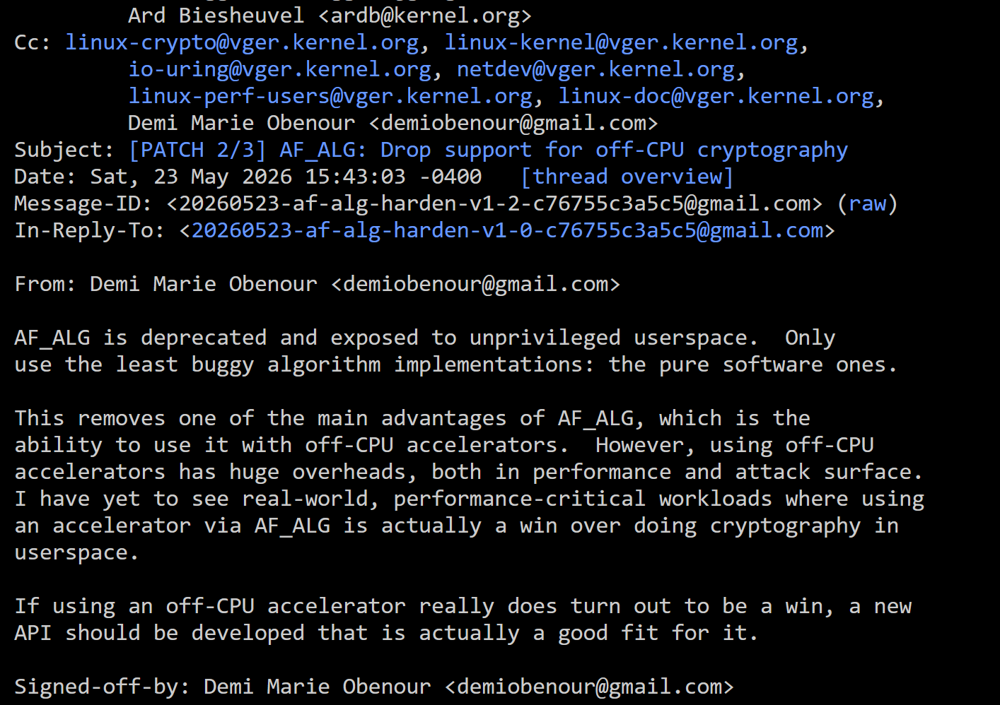 Ard Biesheuvel <ardb@kernel.org>
Cc: linux-crypto@vger.kernel.org, linux-kernel@vger.kernel.org,
io-uring@vger.kernel.org, netdev@vger.kernel.org,
linux-perf-users@vger.kernel.org, linux-doc@vger.kernel.org,
Demi Marie Obenour <demiobenour@gmail.com>
Subject: [PATCH 2/3] AF_ALG: Drop support for off-CPU cryptography
Date: Sat, 23 May 2026 15:43:03 -0400 [thread overview]
Message-ID: <20260523-af-alg-harden-v1-2-c76755c3a5c5@gmail.com> (raw)
In-Reply-To: <20260523-af-alg-harden-v1-0-c76755c3a5c5@gmail.com>
From: Demi Marie Obenour <demiobenour@gmail.com>
AF_ALG is deprecated and exposed to unprivileged userspace.  Only
use the least buggy algorithm implementations: the pure software ones.
This removes one of the main advantages of AF_ALG, which is the
ability to use it with off-CPU accelerators.  However, using off-CPU
accelerators has huge overheads, both in performance and attack surface.
I have yet to see real-world, performance-critical workloads where using
an accelerator via AF_ALG is actually a win over doing cryptography in
userspace.
If using an off-CPU accelerator really does turn out to be a win, a new
API should be developed that is actually a good fit for it.
Signed-off-by: Demi Marie Obenour <demiobenour@gmail.com>